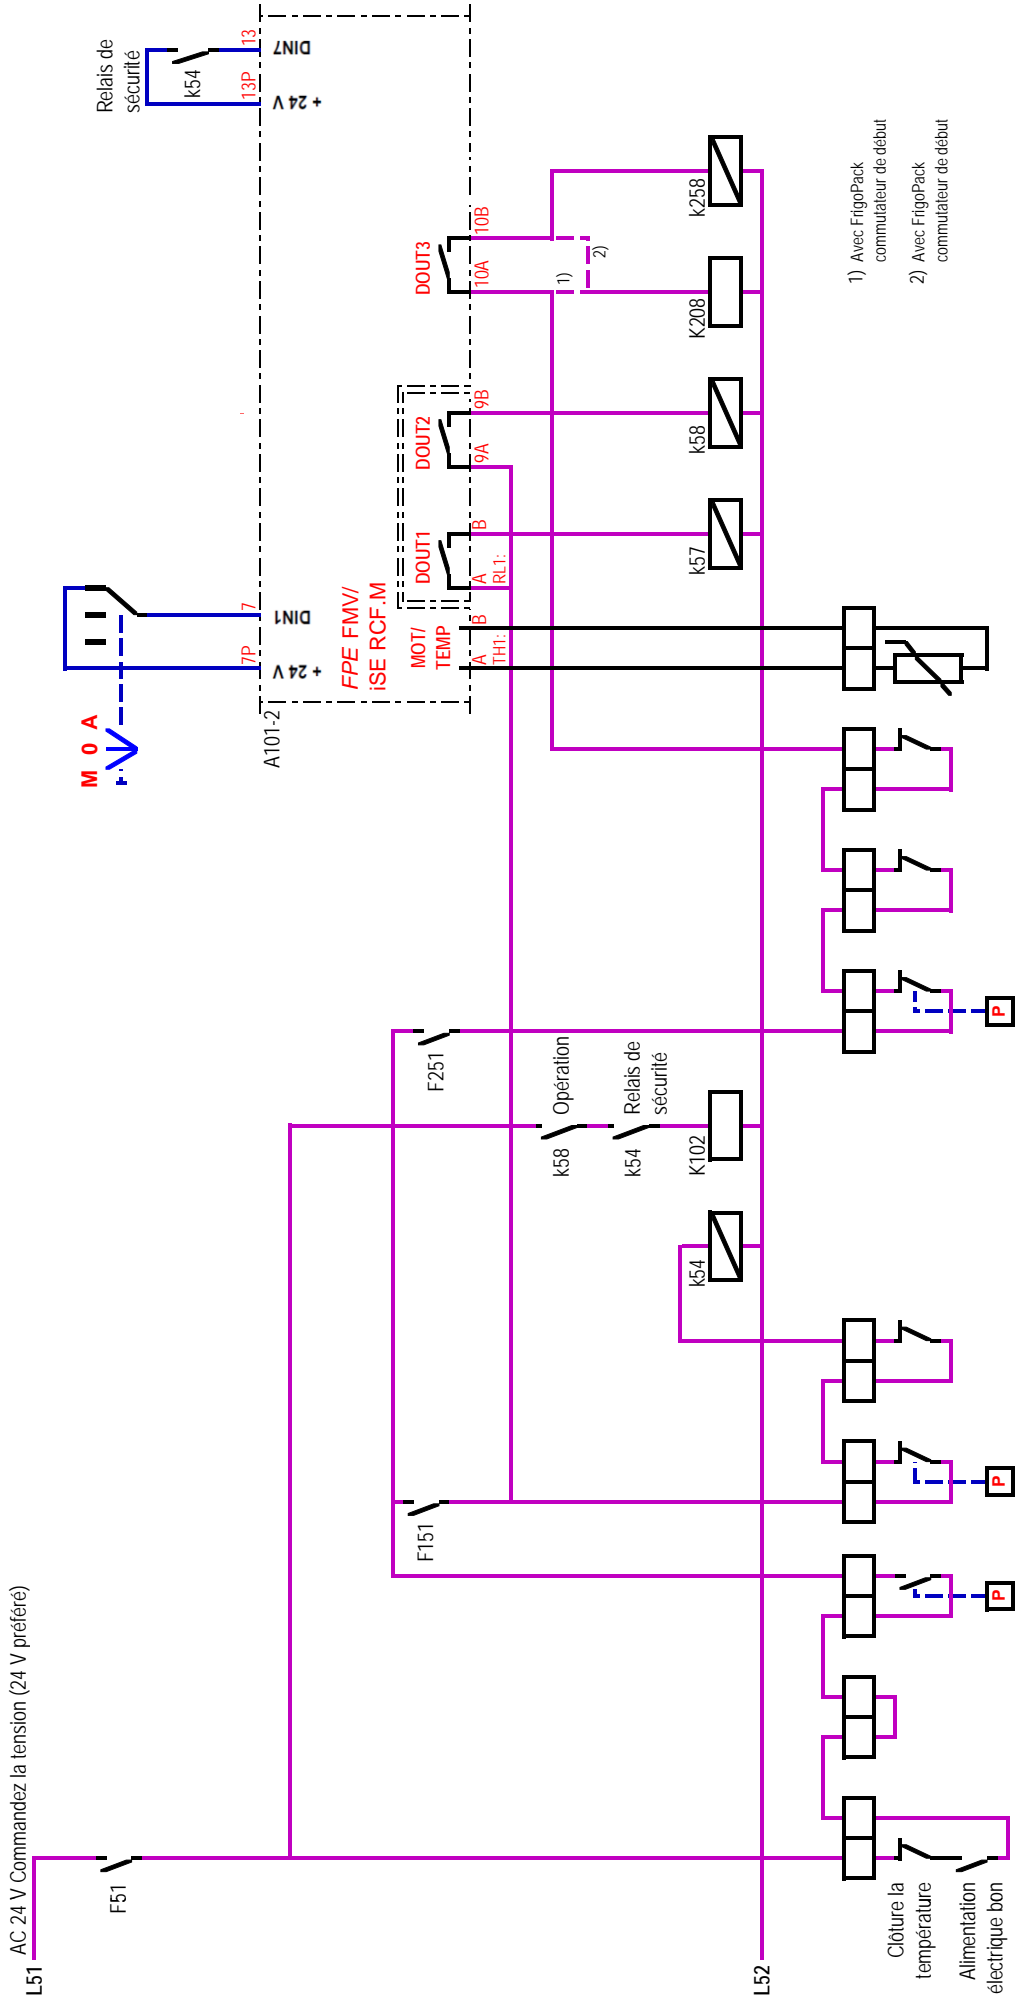 AC 24 V Commandez la tension (24 V préféré)
L51
F51
L52
Clôture la
température
Alimentation
électrique bon
P
F151
P
k54
K102
k58
Opération
k54
Relais de
sécurité
F251
P
M 0 A
A101-2
7P
7
+ 24 V
DIN1
FPE FMV/
iSE RCF.M
MOT/
TEMP
A
B
TH1:
DOUT1
A
B
RL1:
DOUT2
9A
9B
DOUT3
10A
10B
1)
2)
k57
k58
K208
k258
Relais de
sécurité
k54
13P
13
+ 24 V
DIN7
1) Avec FrigoPack
commutateur de début
2) Avec FrigoPack
commutateur de début